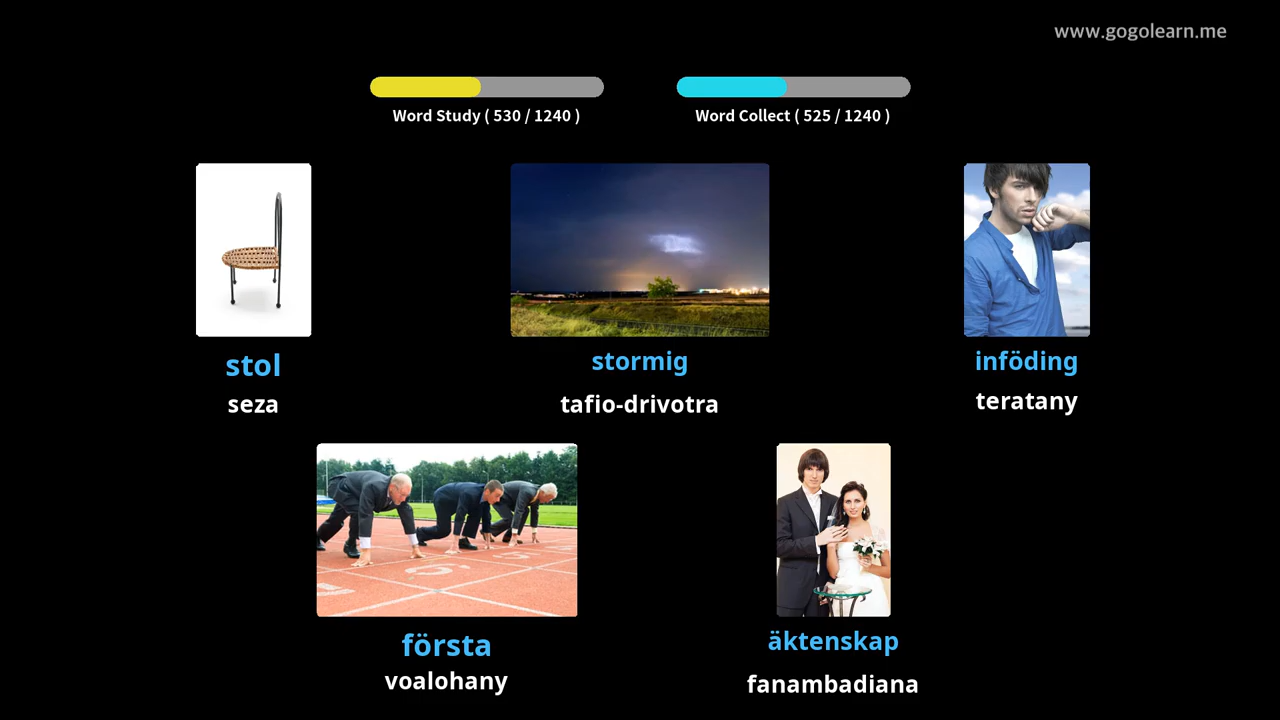 www.gogolearn.me
Word Study ( 530 / 1240 )
Word Collect ( 525 / 1240 )
stol
seza
stormig
tafio-drivotra
inföding
teratany
första
voalohany
äktenskap
fanambadiana